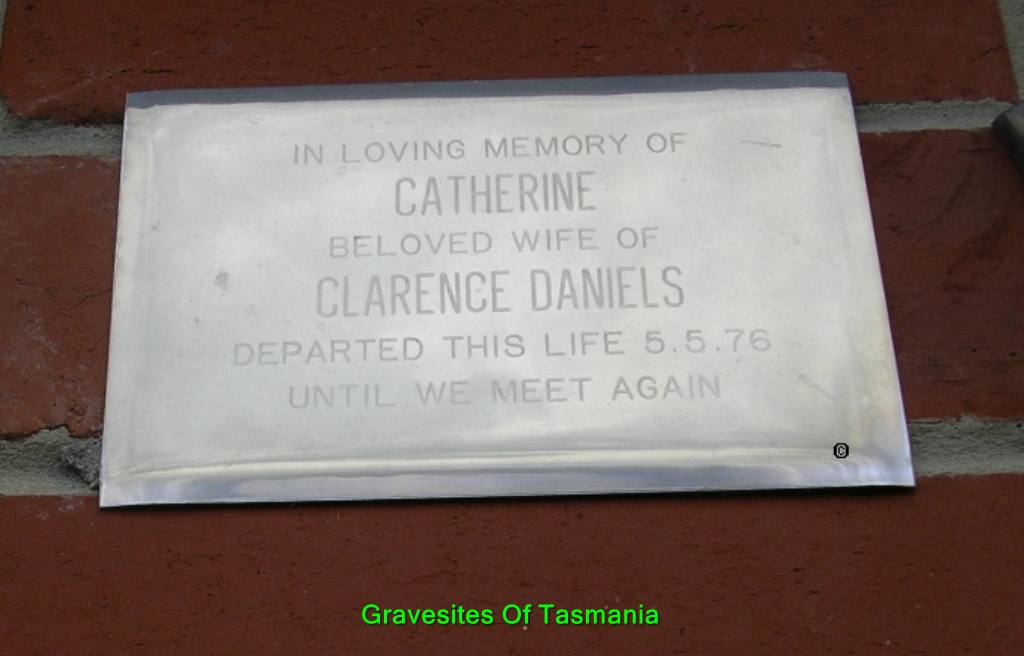 IN LOVING MEMORY OF
CATHERINE
BELOVED WIFE OF
CLARENCE DANIELS
DEPARTED THIS LIFE 5.5.76
UNTIL WE MEET AGAIN
©
Gravesites Of Tasmania